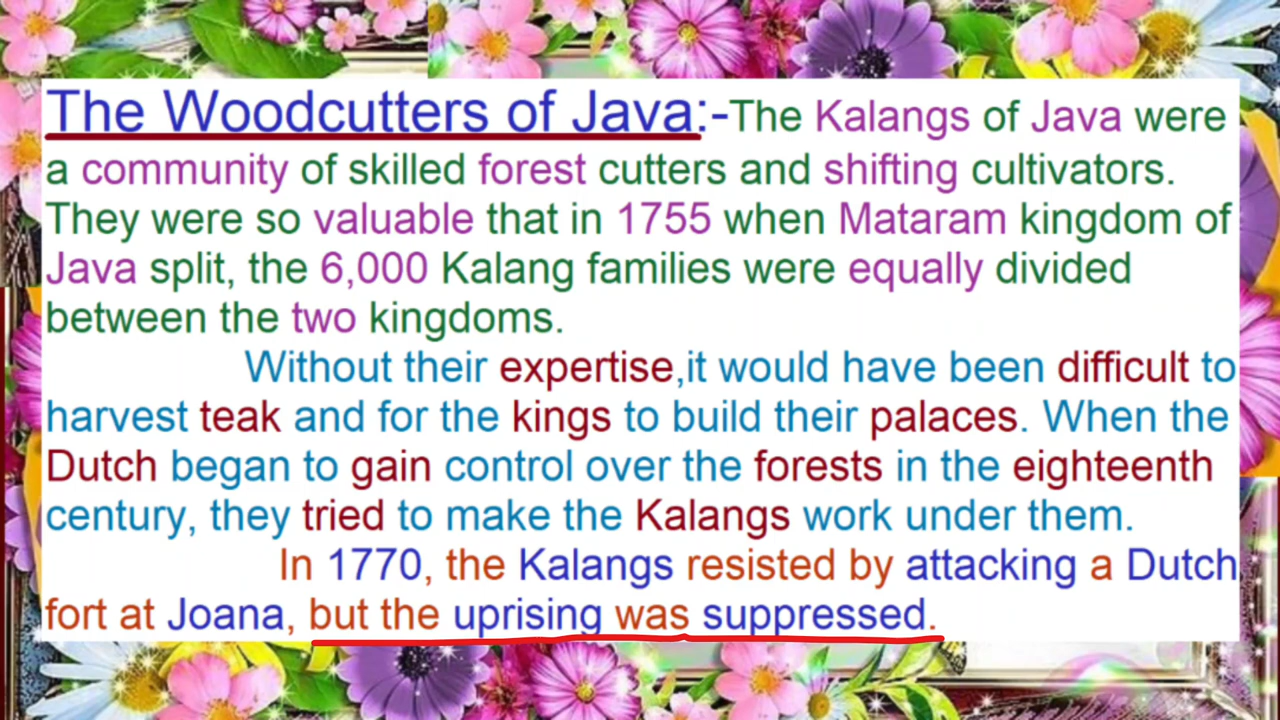 The Woodcutters of Java:-The Kalangs of Java were
a community of skilled forest cutters and shifting cultivators.
They were so valuable that in 1755 when Mataram kingdom of
Java split, the 6,000 Kalang families were equally divided
between the two kingdoms.
Without their expertise,it would have been difficult to
harvest teak and for the kings to build their palaces. When the
Dutch began to gain control over the forests in the eighteenth
century, they tried to make the Kalangs work under them.
In 1770, the Kalangs resisted by attacking a Dutch
fort at Joana, but the uprising was suppressed.